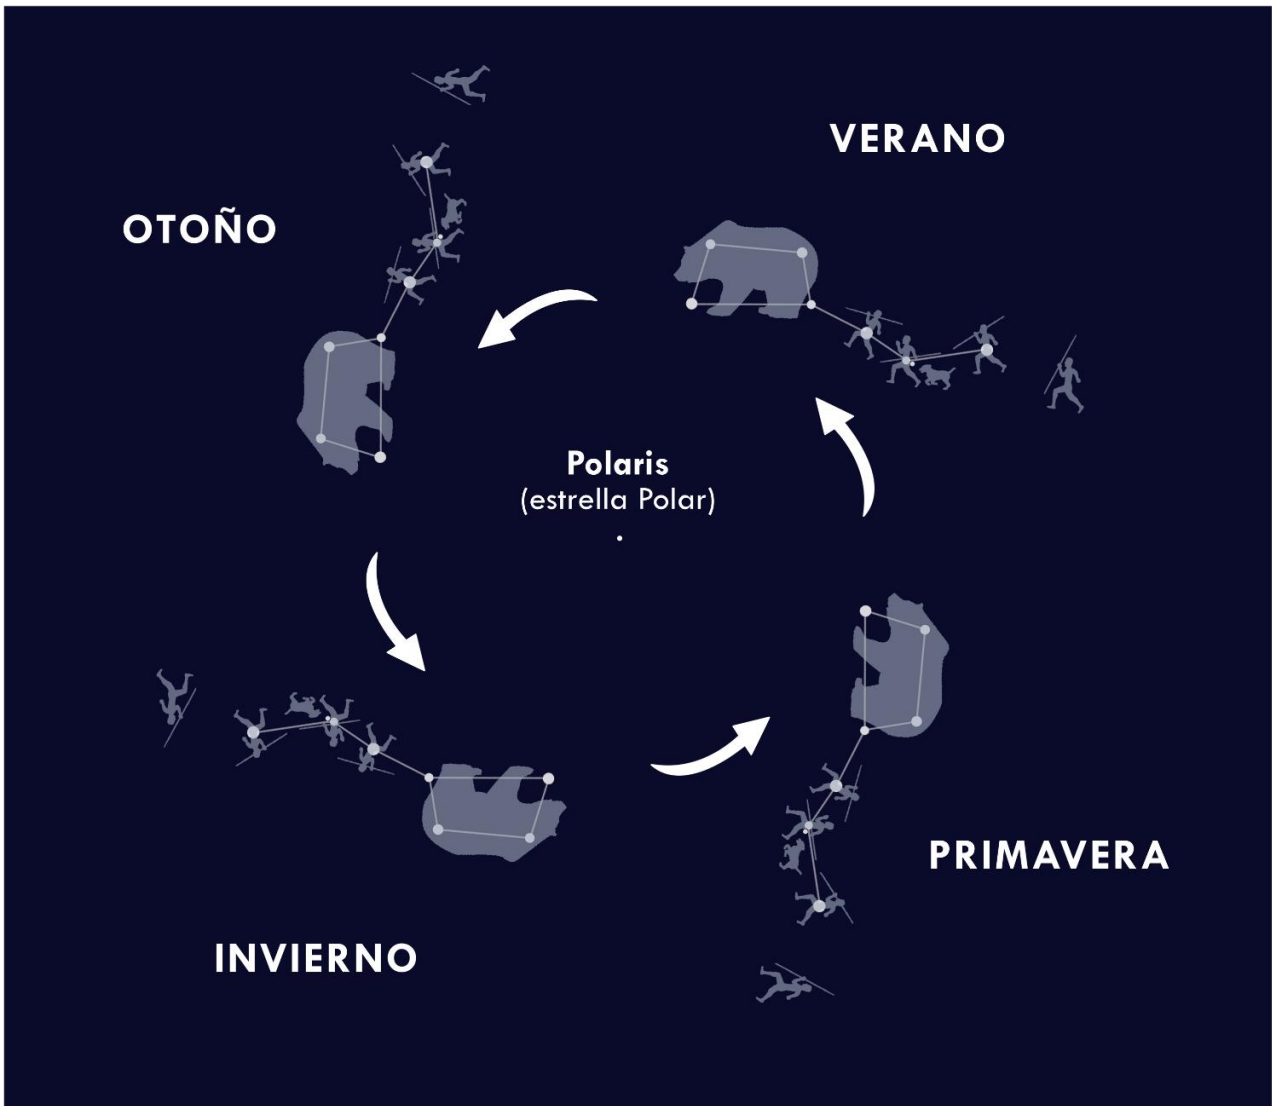 VERANO
OTOÑO
Polaris
(estrella Polar)
PRIMAVERA
INVIERNO